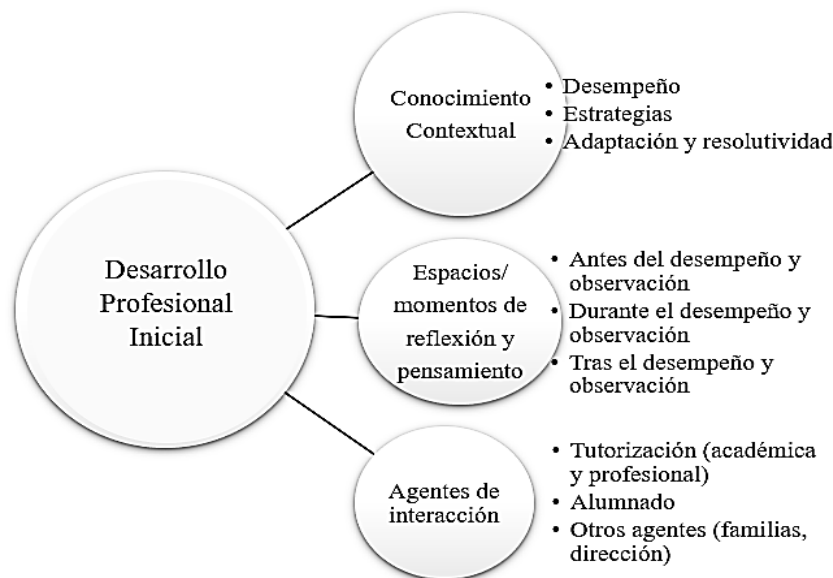 Desarrollo
Profesional
Inicial
Conocimiento
Contextual
• Desempeño
• Estrategias
• Adaptación y resolutividad
Espacios/
momentos de
reflexión y
pensamiento
• Antes del desempeño y
observación
• Durante el desempeño y
observación
• Tras el desempeño y
observación
Agentes de
interacción
• Tutorización (académica
y profesional)
• Alumnado
• Otros agentes (familias,
dirección)